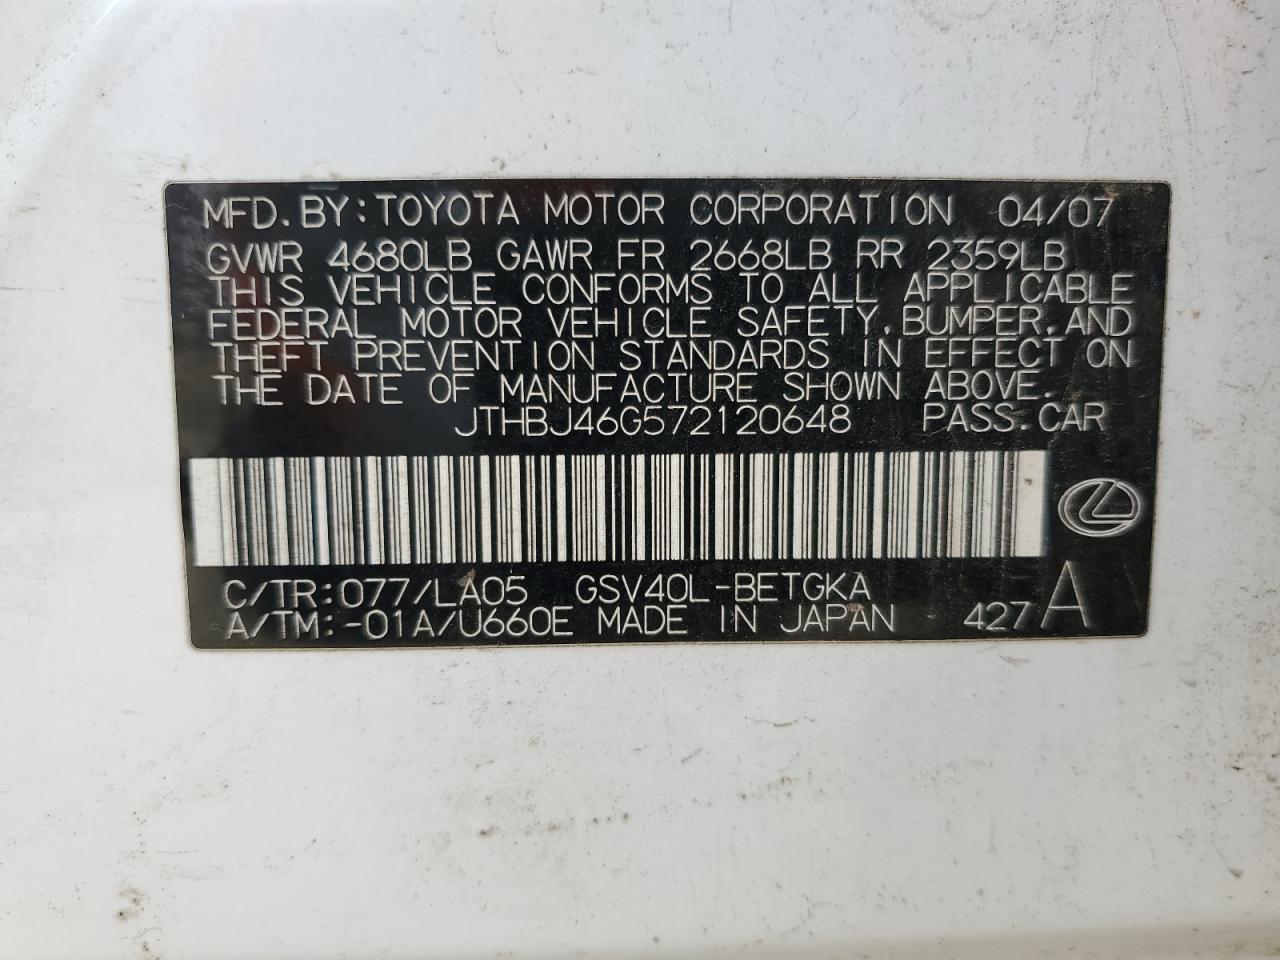 MFD.BY:TOYOTA MOTOR CORPORATION 04/07
GVWR 4680LB GAWR FR 2668LB RR 2359LB
THIS VEHICLE CONFORMS TO ALL APPLICABLE
FEDERAL MOTOR VEHICLE SAFETY,BUMPER,AND
THEFT PREVENTION STANDARDS IN EFFECT ON
THE DATE OF MANUFACTURE SHOWN ABOVE.
JTHBJ46G572120648 PASS.CAR
C/TR:077/LA05 GSV40L-BETGKA
A/TM:-01A/U660E MADE IN JAPAN 427 A